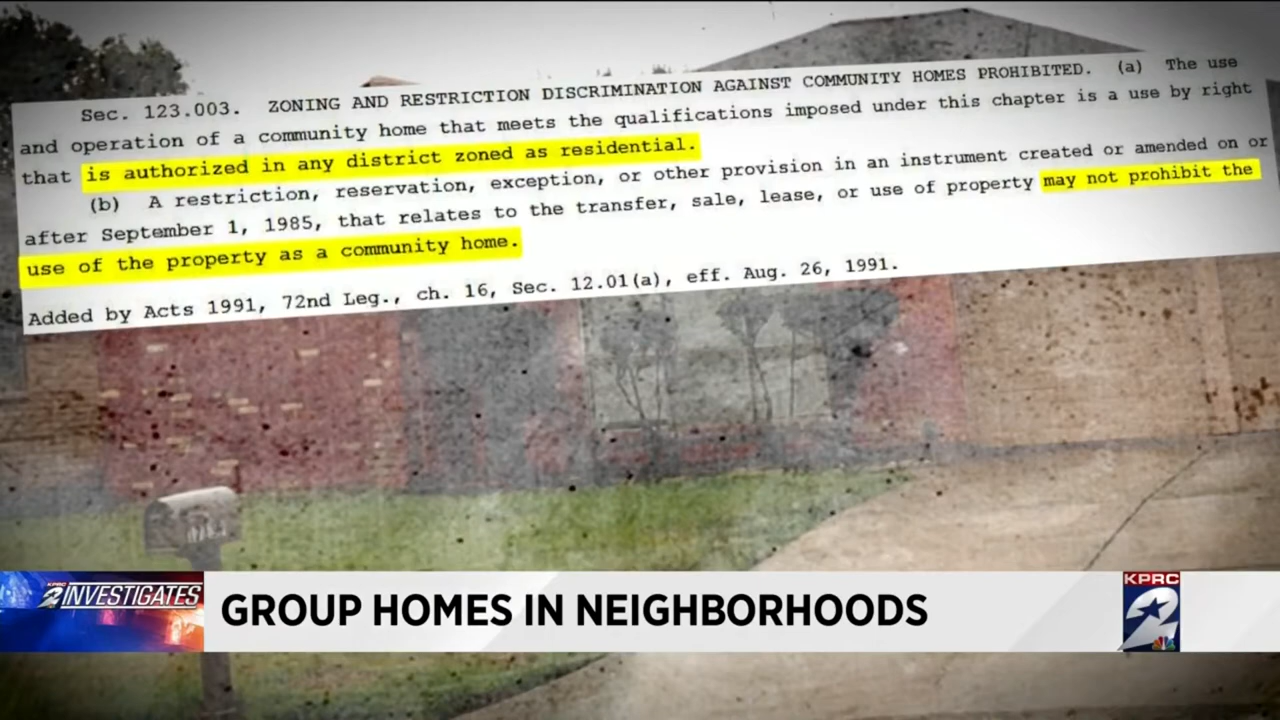 Sec. 123.003. ZONING AND RESTRICTION DISCRIMINATION AGAINST COMMUNITY HOMES PROHIBITED. (a) The use
and operation of a community home that meets the qualifications imposed under this chapter is a use by right
that is authorized in any district zoned as residential.
(b) A restriction, reservation, exception, or other provision in an instrument created or amended on or
after September 1, 1985, that relates to the transfer, sale, lease, or use of property may not prohibit the
use of the property as a community home.
Added by Acts 1991, 72nd Leg., ch. 16, Sec. 12.01(a), eff. Aug. 26, 1991.
KPRC
2 INVESTIGATES
GROUP HOMES IN NEIGHBORHOODS
KPRC
2